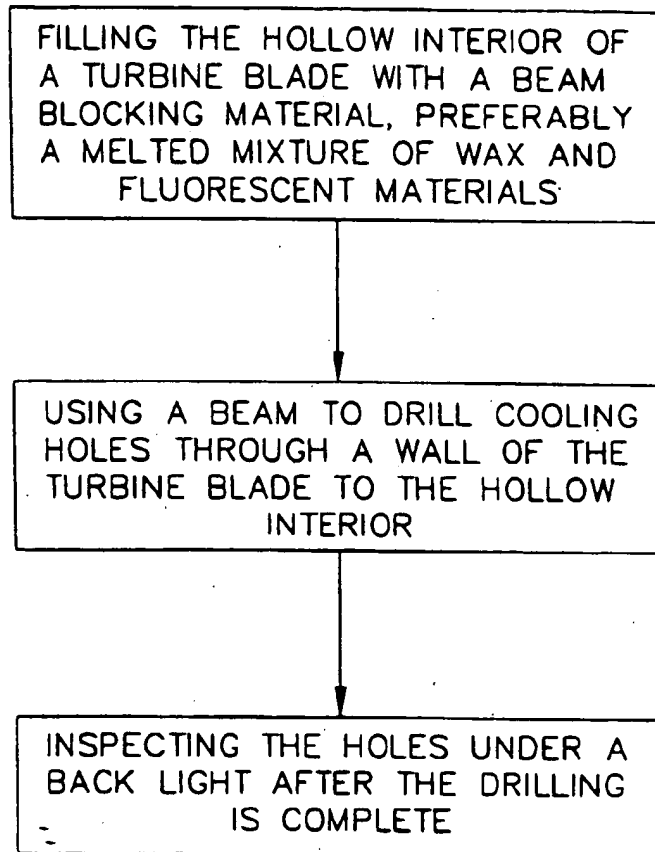 FILLING THE HOLLOW INTERIOR OF
A TURBINE BLADE WITH A BEAM
BLOCKING MATERIAL, PREFERABLY
A MELTED MIXTURE OF WAX AND
FLUORESCENT MATERIALS
USING A BEAM TO DRILL COOLING
HOLES THROUGH A WALL OF THE
TURBINE BLADE TO THE HOLLOW
INTERIOR
INSPECTING THE HOLES UNDER A
BACK LIGHT AFTER THE DRILLING
IS COMPLETE